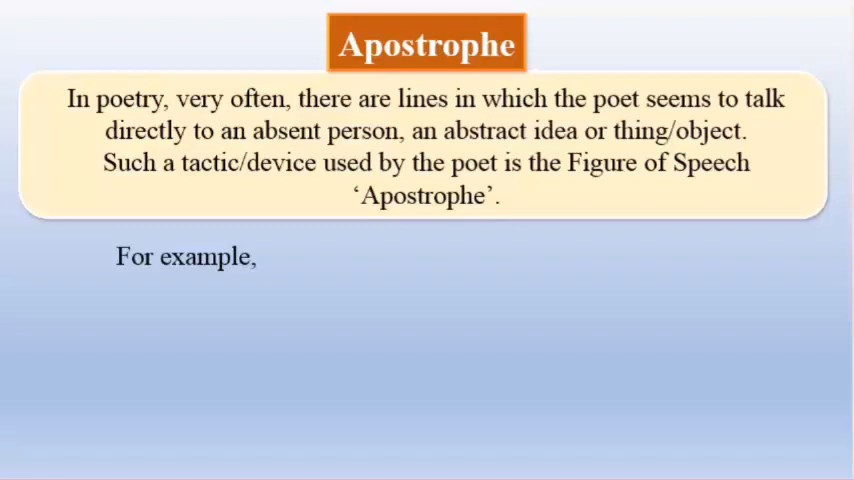 Apostrophe
In poetry, very often, there are lines in which the poet seems to talk
directly to an absent person, an abstract idea or thing/object.
Such a tactic/device used by the poet is the Figure of Speech
‘Apostrophe’.
For example,